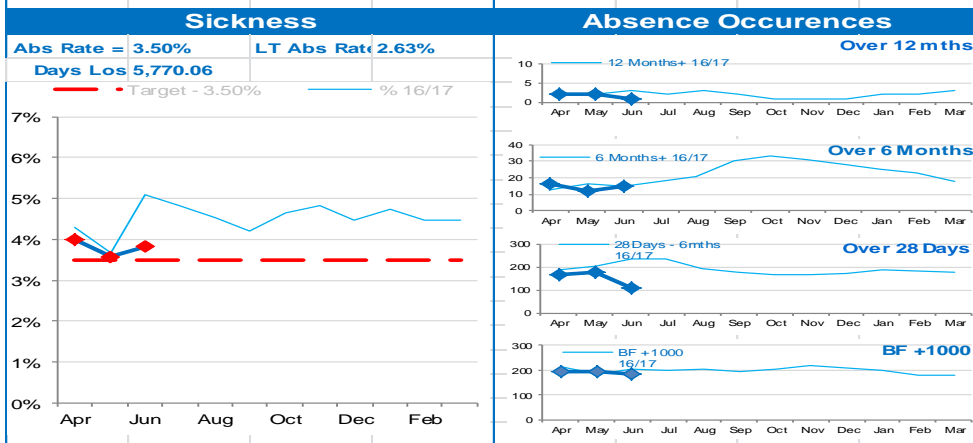 Sickness
Abs Rate = 3.50% LT Abs Rate 2.63%
Days Los 5,770.06
Target - 3.50% % 16/17
7%
6%
5%
4%
3%
2%
1%
0%
Apr Jun Aug Oct Dec Feb
Absence Occurences
Over 12 mths
12 Months+ 16/17
10
5
0
Apr May Jun Jul Aug Sep Oct Nov Dec Jan Feb Mar
Over 6 Months
6 Months+ 16/17
40
30
20
10
0
Apr May Jun Jul Aug Sep Oct Nov Dec Jan Feb Mar
Over 28 Days
28 Days - 6mths
16/17
300
200
100
0
Apr May Jun Jul Aug Sep Oct Nov Dec Jan Feb Mar
BF +1000
BF +1000
16/17
300
200
100
0
Apr May Jun Jul Aug Sep Oct Nov Dec Jan Feb Mar